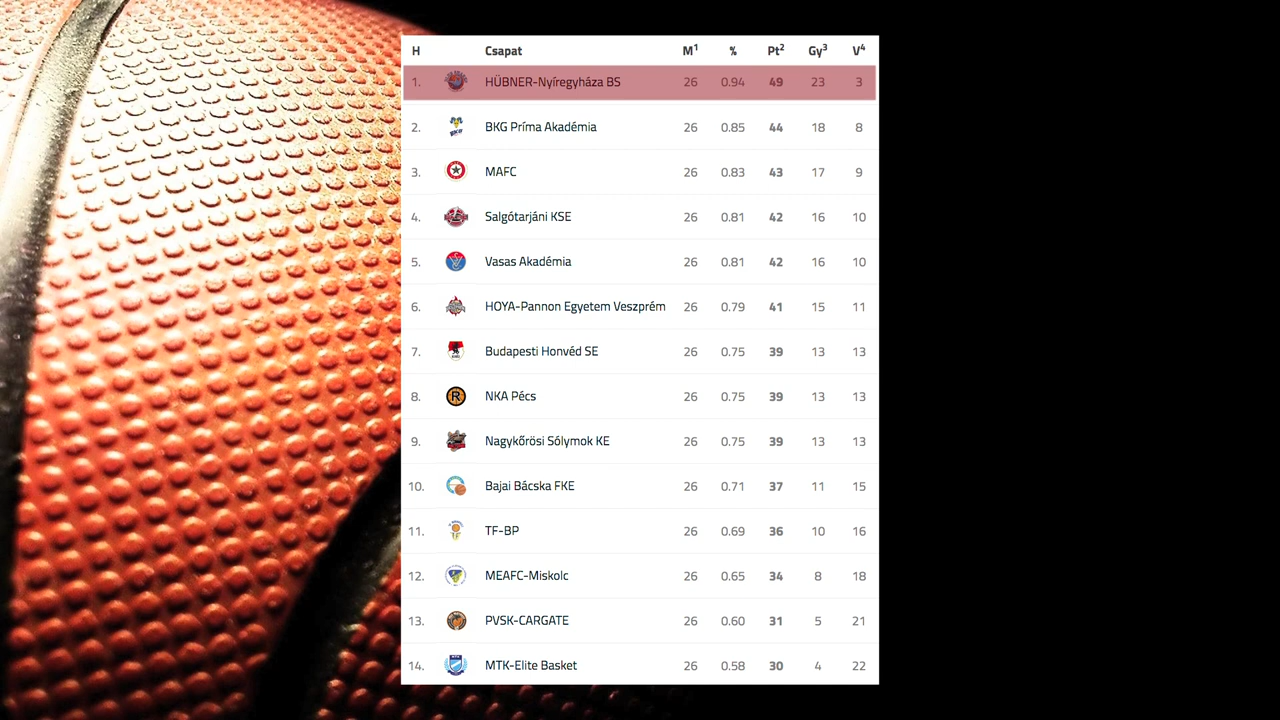 H Csapat M¹ % Pt² Gy³ V⁴
1. HÜBNER-Nyíregyháza BS 26 0.94 49 23 3
2. BKG Príma Akadémia 26 0.85 44 18 8
3. MAFC 26 0.83 43 17 9
4. Salgótarjáni KSE 26 0.81 42 16 10
5. Vasas Akadémia 26 0.81 42 16 10
6. HOYA-Pannon Egyetem Veszprém 26 0.79 41 15 11
7. Budapesti Honvéd SE 26 0.75 39 13 13
8. NKA Pécs 26 0.75 39 13 13
9. Nagykőrösi Sólymok KE 26 0.75 39 13 13
10. Bajai Bácska FKE 26 0.71 37 11 15
11. TF-BP 26 0.69 36 10 16
12. MEAFC-Miskolc 26 0.65 34 8 18
13. PVSK-CARGATE 26 0.60 31 5 21
14. MTK-Elite Basket 26 0.58 30 4 22